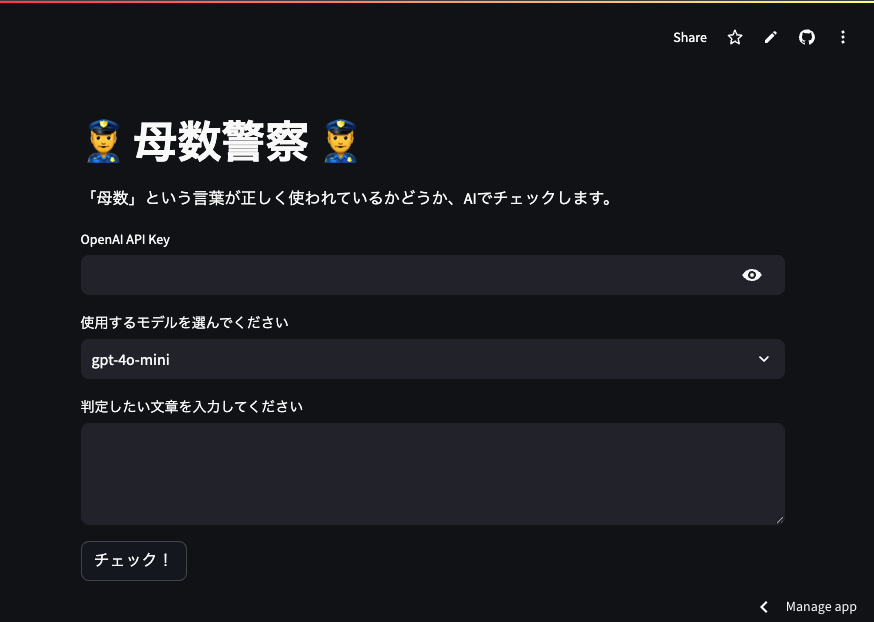 Share
👮 母数警察 👮
「母数」という言葉が正しく使われているかどうか、AIでチェックします。
OpenAI API Key
使用するモデルを選んでください
gpt-4o-mini
判定したい文章を入力してください
チェック！
Manage app